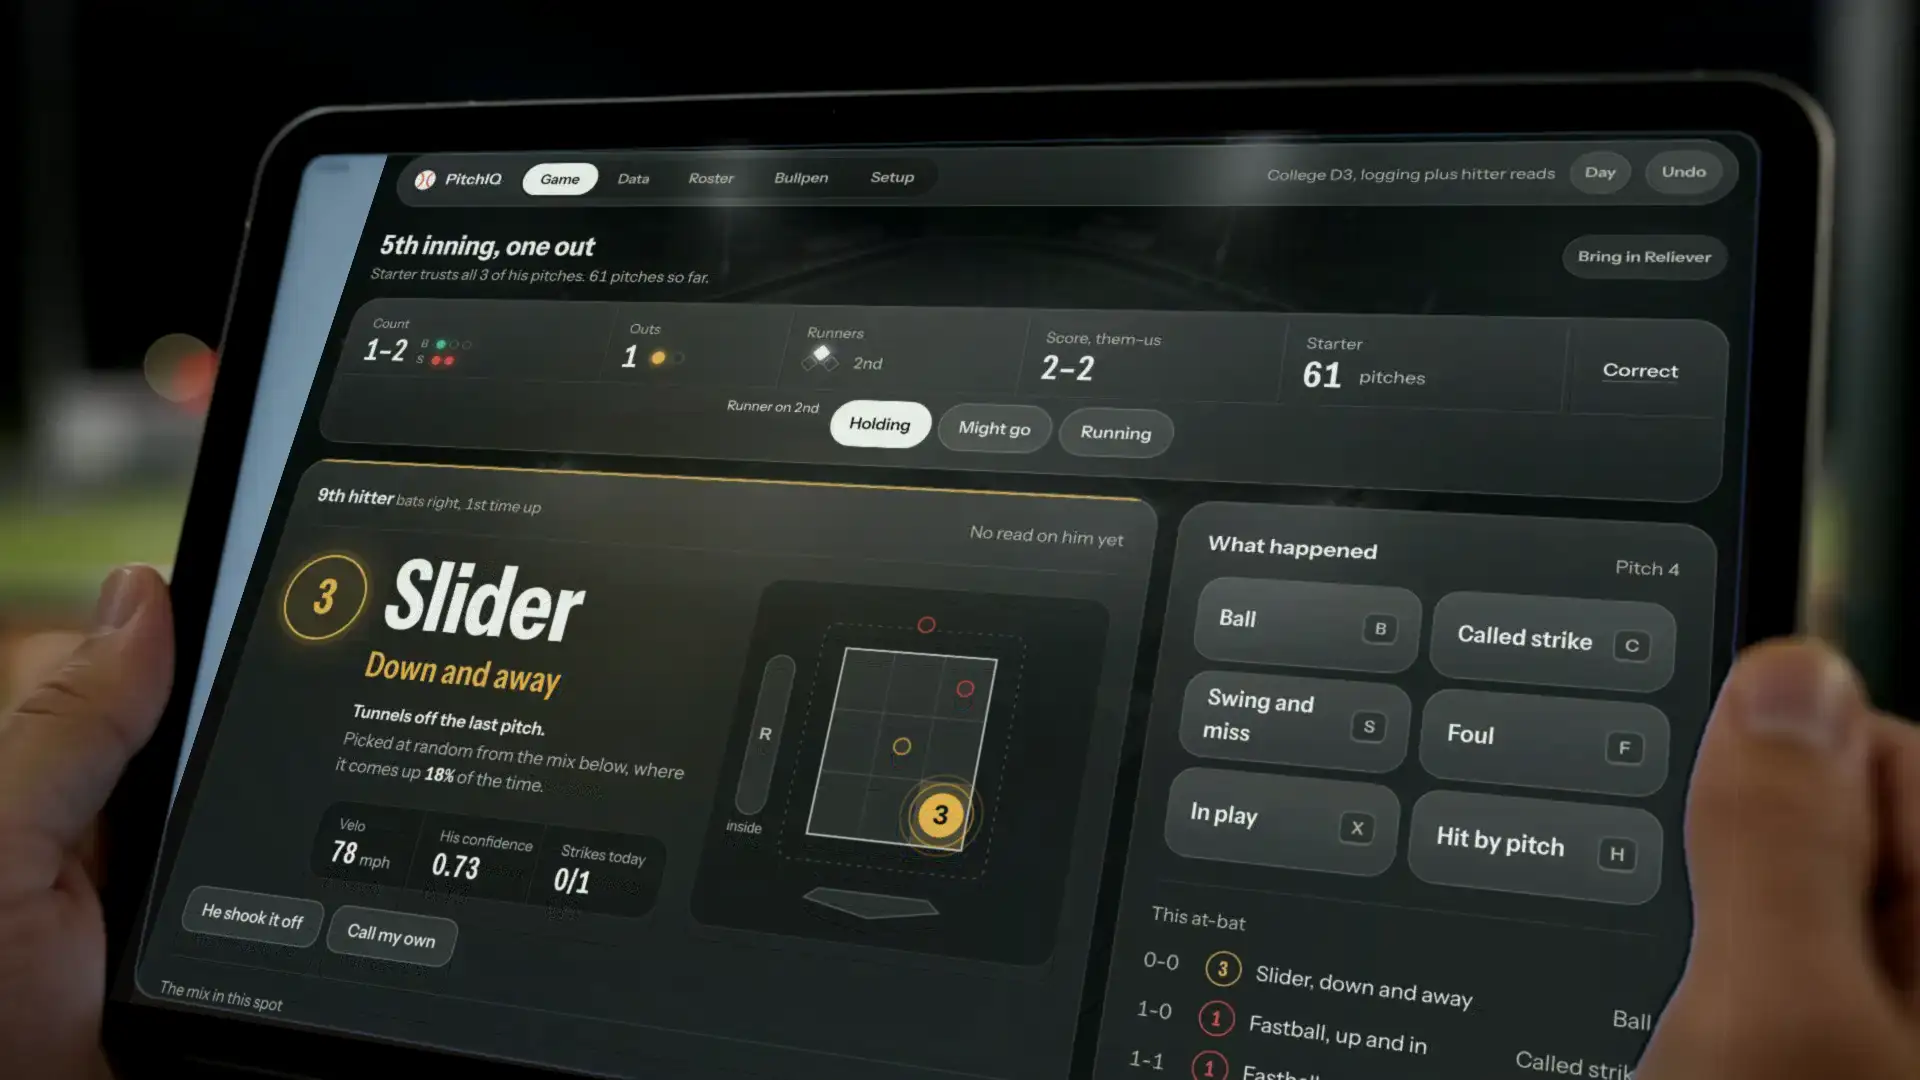 PitchIQ
Game
Data
Roster
Bullpen
Setup
College D3, logging plus hitter reads
Day
Undo
5th inning, one out
Starter trusts all 3 of his pitches. 61 pitches so far.
Bring in Reliever
Count
1-2
B
S
Outs
1
Runners
2nd
Score, them-us
2-2
Starter
61 pitches
Correct
Runner on 2nd
Holding
Might go
Running
9th hitter bats right, 1st time up
No read on him yet
3
Slider
Down and away
Tunnels off the last pitch.
Picked at random from the mix below, where
it comes up 18% of the time.
Velo
78 mph
His confidence
0.73
Strikes today
0/1
He shook it off
Call my own
The mix in this spot
R
inside
3
What happened
Pitch 4
Ball B
Called strike C
Swing and
miss S
Foul F
In play X
Hit by pitch H
This at-bat
0-0 3 Slider, down and away
Ball
1-0 1 Fastball, up and in
Called strik
1-1 1